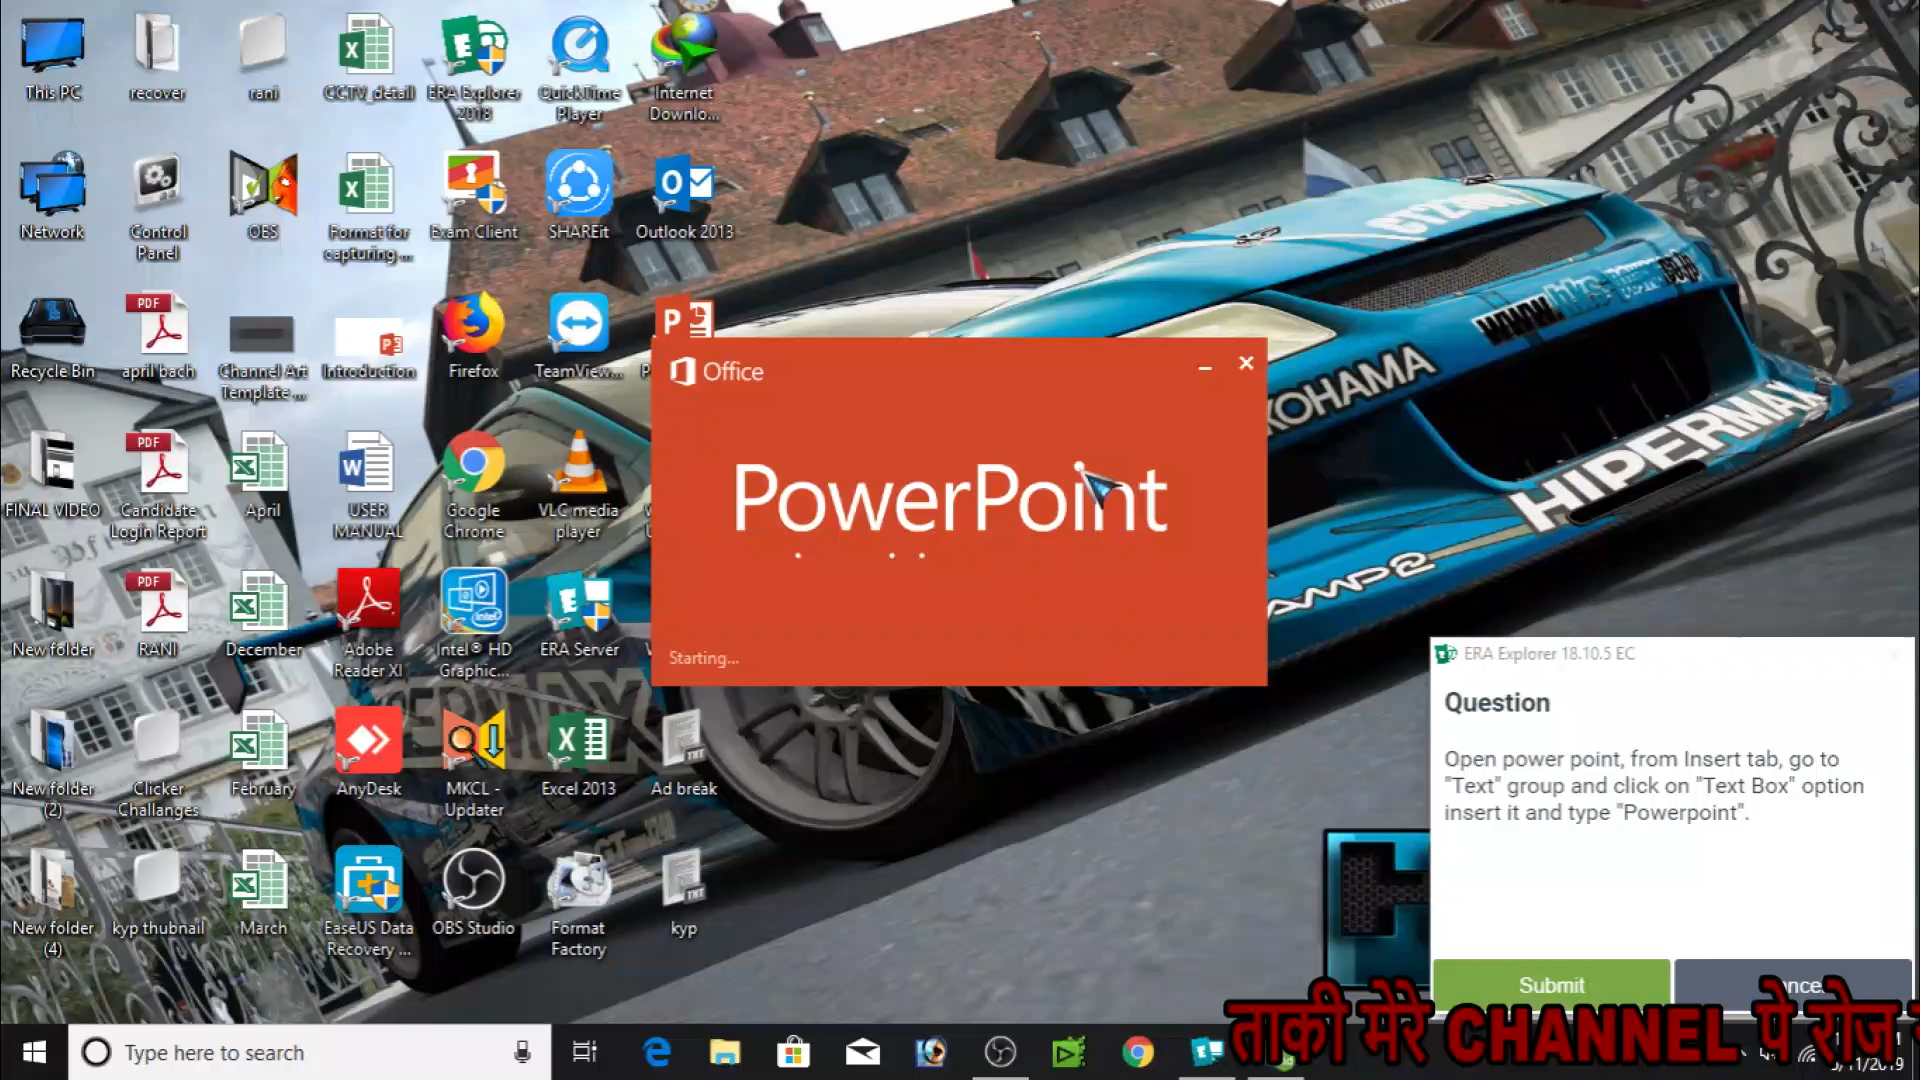 This PC
recover
rani
CCTV_detail
ERA Explorer 2018
QuickTime Player
Internet Downlo...
Network
Control Panel
OES
Format for capturing ...
Exam Client
SHAREit
Outlook 2013
Recycle Bin
april bach
Channel Art Template ...
Introduction
Firefox
TeamView...
FINAL VIDEO
Candidate Login Report
April
USER MANUAL
Google Chrome
VLC media player
New folder
RANI
December
Adobe Reader XI
Intel® HD Graphic...
ERA Server
New folder (2)
Clicker Challanges
February
AnyDesk
MKCL - Updater
Excel 2013
Ad break
New folder (4)
kyp thubnail
March
EaseUS Data Recovery ...
OBS Studio
Format Factory
kyp
Office
PowerPoint
Starting...
KOHAMA
HIPERMAX
AMP2
ERA Explorer 18.10.5 EC
Question
Open power point, from Insert tab, go to
"Text" group and click on "Text Box" option
insert it and type "Powerpoint".
Submit
ताकी मेरे CHANNEL पे रोज
Type here to search